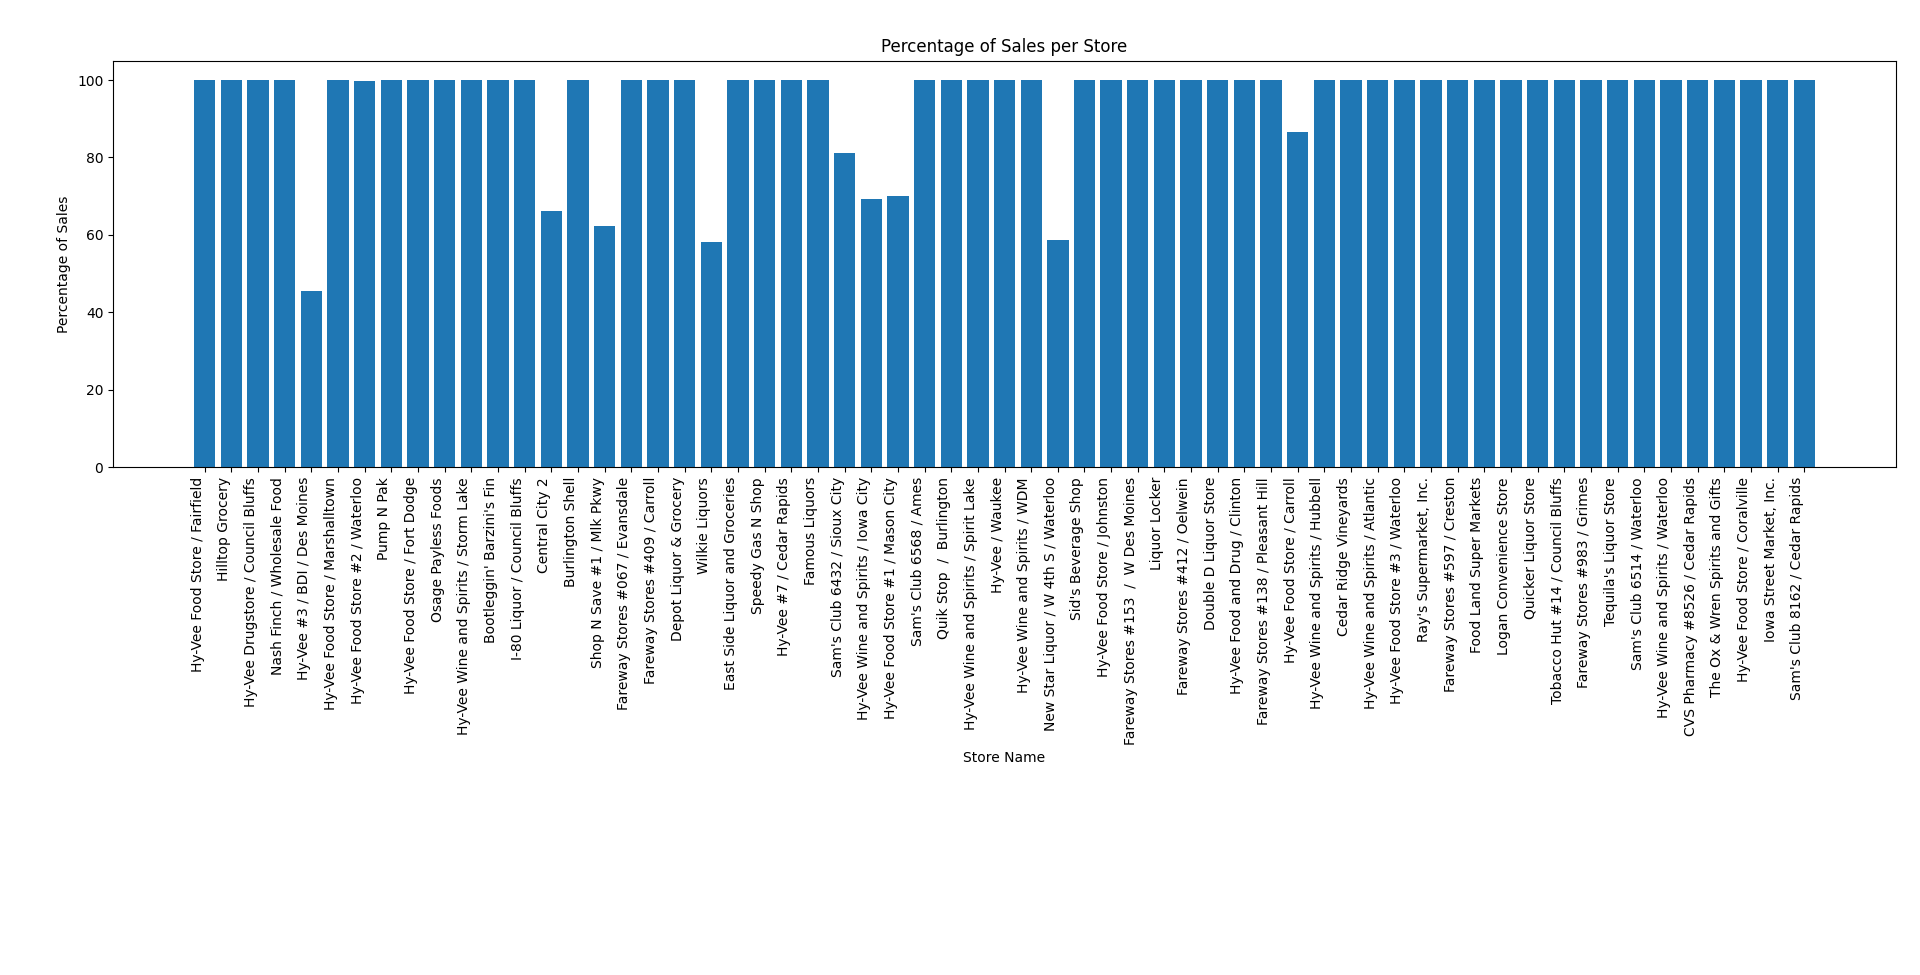 Percentage of Sales per Store
Percentage of Sales
100
80
60
40
20
0
Hy-Vee Food Store / Fairfield
Hilltop Grocery
Hy-Vee Drugstore / Council Bluffs
Nash Finch / Wholesale Food
Hy-Vee #3 / BDI / Des Moines
Hy-Vee Food Store / Marshalltown
Hy-Vee Food Store #2 / Waterloo
Pump N Pak
Hy-Vee Food Store / Fort Dodge
Osage Payless Foods
Hy-Vee Wine and Spirits / Storm Lake
Bootleggin' Barzini's Fin
I-80 Liquor / Council Bluffs
Central City 2
Burlington Shell
Shop N Save #1 / Mlk Pkwy
Fareway Stores #067 / Evansdale
Fareway Stores #409 / Carroll
Depot Liquor & Grocery
Wilkie Liquors
East Side Liquor and Groceries
Speedy Gas N Shop
Hy-Vee #7 / Cedar Rapids
Famous Liquors
Sam's Club 6432 / Sioux City
Hy-Vee Wine and Spirits / Iowa City
Hy-Vee Food Store #1 / Mason City
Sam's Club 6568 / Ames
Quik Stop  /  Burlington
Hy-Vee Wine and Spirits / Spirit Lake
Hy-Vee / Waukee
Hy-Vee Wine and Spirits / WDM
New Star Liquor / W 4th S / Waterloo
Sid's Beverage Shop
Hy-Vee Food Store / Johnston
Fareway Stores #153  /  W Des Moines
Liquor Locker
Fareway Stores #412 / Oelwein
Double D Liquor Store
Hy-Vee Food and Drug / Clinton
Fareway Stores #138 / Pleasant Hill
Hy-Vee Food Store / Carroll
Hy-Vee Wine and Spirits / Hubbell
Cedar Ridge Vineyards
Hy-Vee Wine and Spirits / Atlantic
Hy-Vee Food Store #3 / Waterloo
Ray's Supermarket, Inc.
Fareway Stores #597 / Creston
Food Land Super Markets
Logan Convenience Store
Quicker Liquor Store
Tobacco Hut #14 / Council Bluffs
Fareway Stores #983 / Grimes
Tequila's Liquor Store
Sam's Club 6514 / Waterloo
Hy-Vee Wine and Spirits / Waterloo
CVS Pharmacy #8526 / Cedar Rapids
The Ox & Wren Spirits and Gifts
Hy-Vee Food Store / Coralville
Iowa Street Market, Inc.
Sam's Club 8162 / Cedar Rapids
Store Name